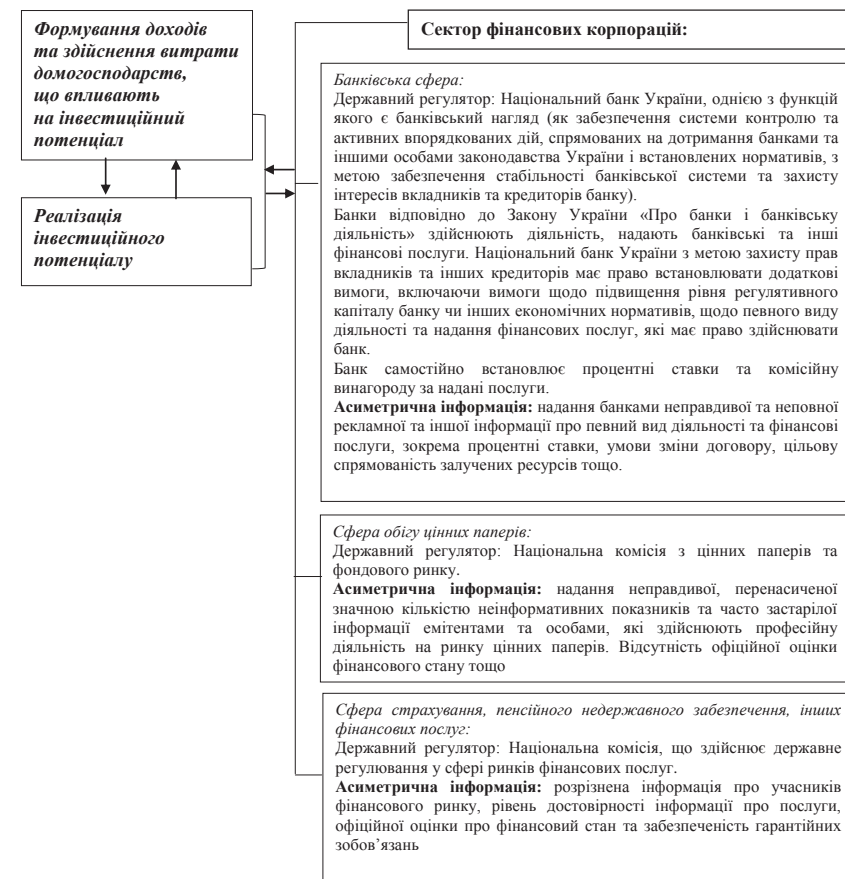 Формування доходів
та здійснення витрати
домогосподарств,
що впливають
на інвестиційний
потенціал
Реалізація
інвестиційного
потенціалу
Сектор фінансових корпорацій:
Банківська сфера:
Державний регулятор: Національний банк України, однією з функцій
якого є банківський нагляд (як забезпечення системи контролю та
активних впорядкованих дій, спрямованих на дотримання банками та
іншими особами законодавства України і встановлених нормативів, з
метою забезпечення стабільності банківської системи та захисту
інтересів вкладників та кредиторів банку).
Банки відповідно до Закону України «Про банки і банківську
діяльність» здійснюють діяльність, надають банківські та інші
фінансові послуги. Національний банк України з метою захисту прав
вкладників та інших кредиторів має право встановлювати додаткові
вимоги, включаючи вимоги щодо підвищення рівня регулятивного
капіталу банку чи інших економічних нормативів, щодо певного виду
діяльності та надання фінансових послуг, які має право здійснювати
банк.
Банк самостійно встановлює процентні ставки та комісійну
винагороду за надані послуги.
Асиметрична інформація: надання банками неправдивої та неповної
рекламної та іншої інформації про певний вид діяльності та фінансові
послуги, зокрема процентні ставки, умови зміни договору, цільову
спрямованість залучених ресурсів тощо.
Сфера обігу цінних паперів:
Державний регулятор: Національна комісія з цінних паперів та
фондового ринку.
Асиметрична інформація: надання неправдивої, перенасиченої
значною кількістю неінформативних показників та часто застарілої
інформації емітентами та особами, які здійснюють професійну
діяльність на ринку цінних паперів. Відсутність офіційної оцінки
фінансового стану тощо
Сфера страхування, пенсійного недержавного забезпечення, інших
фінансових послуг:
Державний регулятор: Національна комісія, що здійснює державне
регулювання у сфері ринків фінансових послуг.
Асиметрична інформація: розрізнена інформація про учасників
фінансового ринку, рівень достовірності інформації про послуги,
офіційної оцінки про фінансовий стан та забезпеченість гарантійних
зобов’язань